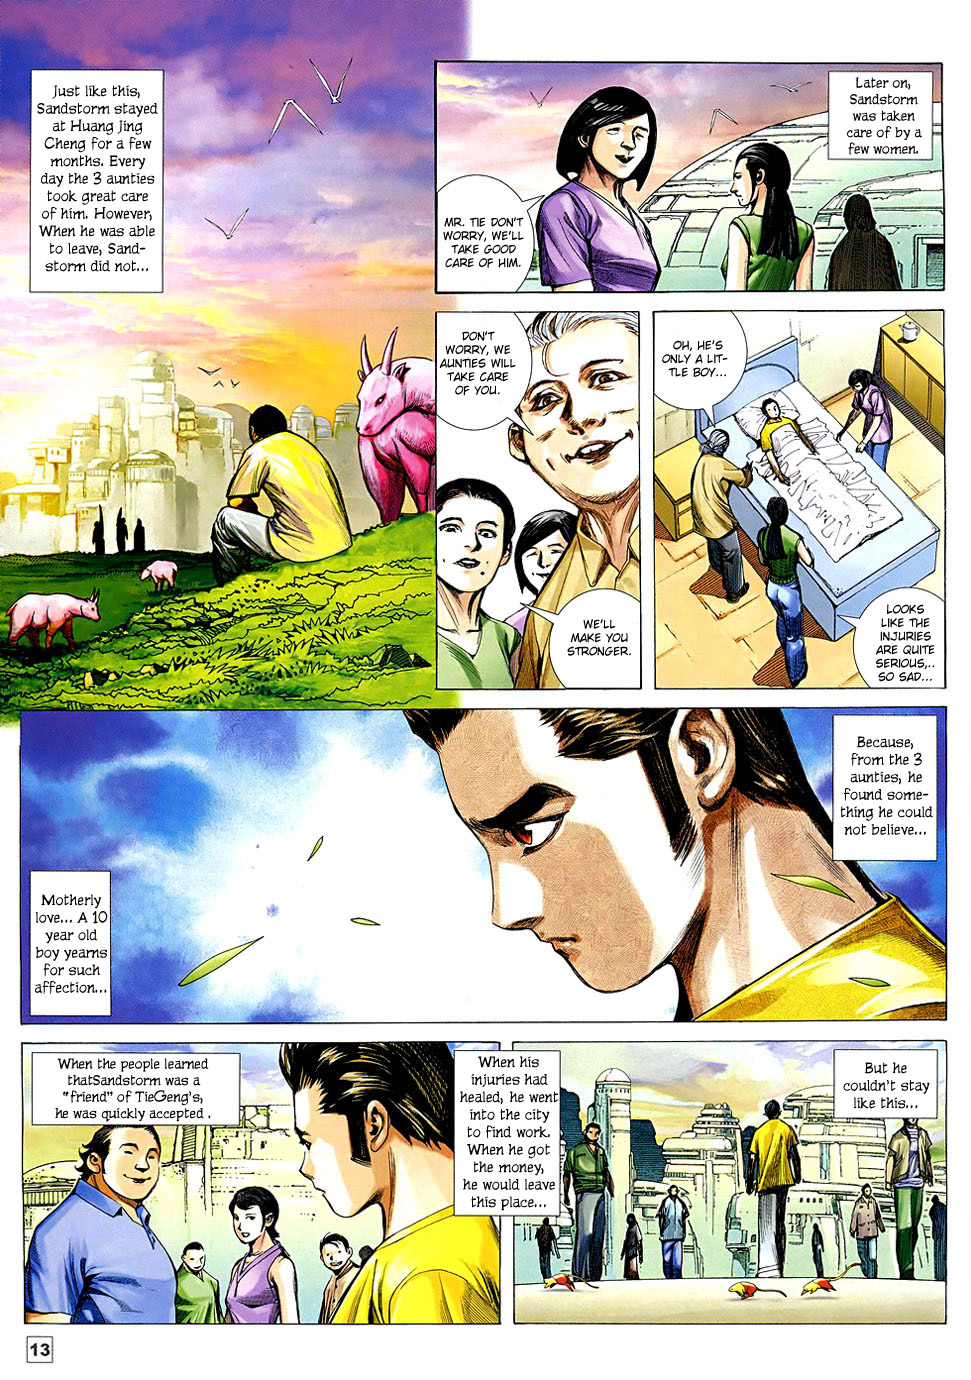 Just like this,
Sandstorm stayed
at Huang Jing
Cheng for a few
months. Every
day the 3 aunties
took great care
of him. However,
When he was able
to leave, Sand-
storm did not...
Later on,
Sandstorm
was taken
care of by a
few women.
MR. TIE DON'T
WORRY, WE'LL
TAKE GOOD
CARE OF HIM.
DON'T
WORRY, WE
AUNTIES WILL
TAKE CARE
OF YOU.
WE'LL
MAKE YOU
STRONGER.
OH, HE'S
ONLY A LIT-
TLE BOY...
LOOKS
LIKE THE
INJURIES
ARE QUITE
SERIOUS,..
SO SAD...
Because,
from the 3
aunties, he
found some-
thing he could
not believe...
Motherly
love... A 10
year old
boy yearns
for such
affection...
When the people learned
thatSandstorm was a
"friend" of TieGeng's,
he was quickly accepted .
When his
injuries had
healed, he went
into the city
to find work.
When he got
the money,
he would leave
this place...
But he
couldn't stay
like this...
13